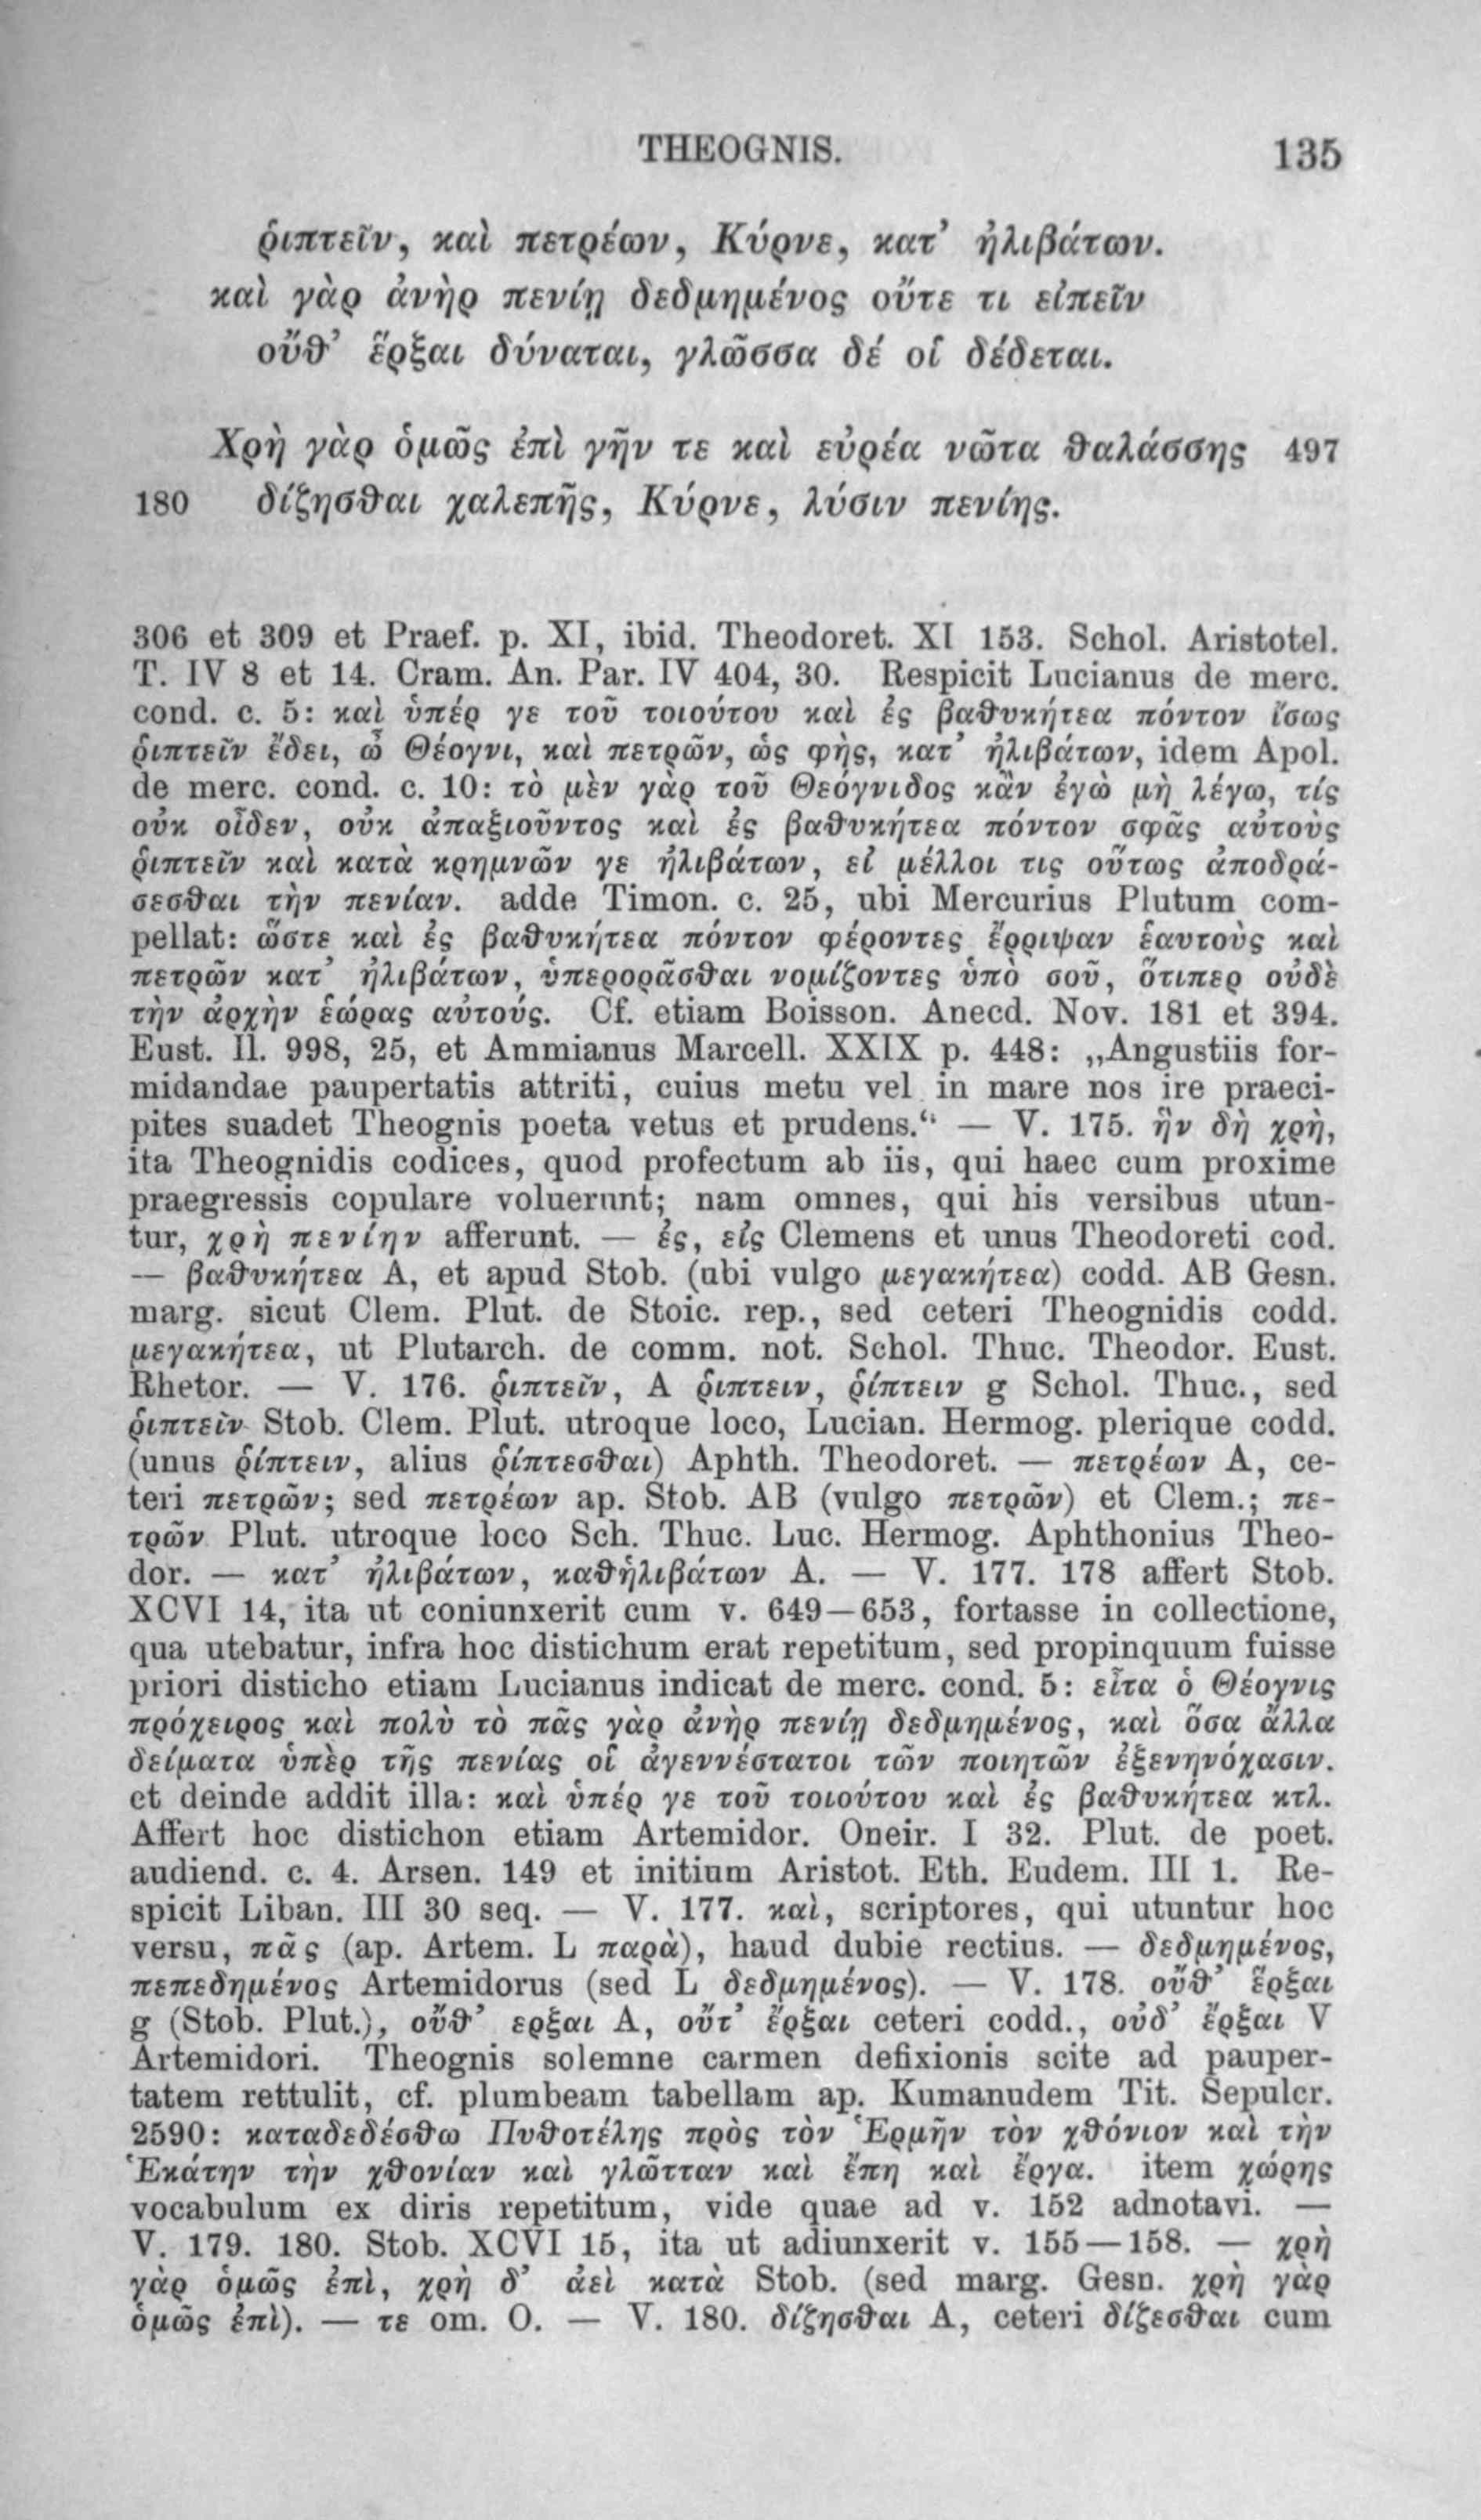 THEOGNIS. 135
ῥιπτεῖν, καὶ πετρέων, Κύρνε, κατ’ ἠλιβάτων.
καὶ γὰρ ἀνὴρ πενίῃ δεδμημένος οὔτε τι εἰπεῖν
οὔθ’ ἕρξαι δύναται, γλῶσσα δέ οἱ δέδεται.
Χρὴ γὰρ ὁμῶς ἐπὶ γῆν τε καὶ εὐρέα νῶτα θαλάσσης 497
180 δίζησθαι χαλεπῆς, Κύρνε, λύσιν πενίης.
306 et 309 et Praef. p. XI, ibid. Theodoret. XI 153. Schol. Aristotel.
T. IV 8 et 14. Cram. An. Par. IV 404, 30. Respicit Lucianus de merc.
cond. c. 5: καὶ ὑπέρ γε τοῦ τοιούτου καὶ ἐς βαθυκήτεα πόντον ἴσως
ῥιπτεῖν ἔδει, ὦ Θέογνι, καὶ πετρῶν, ὡς φῄς, κατ’ ἠλιβάτων, idem Apol.
de merc. cond. c. 10: τὸ μὲν γὰρ τοῦ Θεόγνιδος κἂν ἐγὼ μὴ λέγω, τίς
οὐκ οἶδεν, οὐκ ἀπαξιοῦντος καὶ ἐς βαθυκήτεα πόντον σφᾶς αὐτοὺς
ῥιπτεῖν καὶ κατὰ κρημνῶν γε ἠλιβάτων, εἰ μέλλοι τις οὕτως ἀποδρά-
σεσθαι τὴν πενίαν. adde Timon. c. 25, ubi Mercurius Plutum com-
pellat: ὥστε καὶ ἐς βαθυκήτεα πόντον φέροντες ἔρριψαν ἑαυτοὺς καὶ
πετρῶν κατ’ ἠλιβάτων, ὑπερορᾶσθαι νομίζοντες ὑπὸ σοῦ, ὅτιπερ οὐδὲ
τὴν ἀρχὴν ἑώρας αὐτούς. Cf. etiam Boisson. Anecd. Nov. 181 et 394.
Eust. Il. 998, 25, et Ammianus Marcell. XXIX p. 448: „Angustiis for-
midandae paupertatis attriti, cuius metu vel in mare nos ire praeci-
pites suadet Theognis poeta vetus et prudens.“ — V. 175. ἣν δὴ χρὴ,
ita Theognidis codices, quod profectum ab iis, qui haec cum proxime
praegressis copulare voluerunt; nam omnes, qui his versibus utun-
tur, χρὴ πενίην afferunt. — ἐς, εἰς Clemens et unus Theodoreti cod.
— βαθυκήτεα A, et apud Stob. (ubi vulgo μεγακήτεα) codd. AB Gesn.
marg. sicut Clem. Plut. de Stoic. rep., sed ceteri Theognidis codd.
μεγακήτεα, ut Plutarch. de comm. not. Schol. Thuc. Theodor. Eust.
Rhetor. — V. 176. ῥιπτεῖν, A ῥιπτειν, ῥίπτειν g Schol. Thuc., sed
ῥιπτεῖν Stob. Clem. Plut. utroque loco, Lucian. Hermog. plerique codd.
(unus ῥίπτειν, alius ῥίπτεσθαι) Aphth. Theodoret. — πετρέων A, ce-
teri πετρῶν; sed πετρέων ap. Stob. AB (vulgo πετρῶν) et Clem.; πε-
τρῶν Plut. utroque loco Sch. Thuc. Luc. Hermog. Aphthonius Theo-
dor. — κατ’ ἠλιβάτων, καθἠλιβάτων A. — V. 177. 178 affert Stob.
XCVI 14, ita ut coniunxerit cum v. 649—653, fortasse in collectione,
qua utebatur, infra hoc distichum erat repetitum, sed propinquum fuisse
priori disticho etiam Lucianus indicat de merc. cond. 5: εἶτα ὁ Θέογνις
πρόχειρος καὶ πολὺ τὸ πᾶς γὰρ ἀνὴρ πενίῃ δεδμημένος, καὶ ὅσα ἄλλα
δείματα ὑπὲρ τῆς πενίας οἱ ἀγεννέστατοι τῶν ποιητῶν ἐξενηνόχασιν.
et deinde addit illa: καὶ ὑπέρ γε τοῦ τοιούτου καὶ ἐς βαθυκήτεα κτλ.
Affert hoc distichon etiam Artemidor. Oneir. I 32. Plut. de poet.
audiend. c. 4. Arsen. 149 et initium Aristot. Eth. Eudem. III 1. Re-
spicit Liban. III 30 seq. — V. 177. καὶ, scriptores, qui utuntur hoc
versu, πᾶς (ap. Artem. L παρὰ), haud dubie rectius. — δεδμημένος,
πεπεδημένος Artemidorus (sed L δεδμημένος). — V. 178. οὔθ’ ἕρξαι
g (Stob. Plut.), οὔθ’ ερξαι A, οὔτ’ ἔρξαι ceteri codd., οὐδ’ ἔρξαι V
Artemidori. Theognis solemne carmen defixionis scite ad pauper-
tatem rettulit, cf. plumbeam tabellam ap. Kumanudem Tit. Sepulcr.
2590: καταδεδέσθω Πυθοτέλης πρὸς τὸν Ἑρμῆν τὸν χθόνιον καὶ τὴν
Ἑκάτην τὴν χθονίαν καὶ γλῶτταν καὶ ἔπη καὶ ἔργα. item χώρης
vocabulum ex diris repetitum, vide quae ad v. 152 adnotavi. —
V. 179. 180. Stob. XCVI 15, ita ut adiunxerit v. 155—158. — χρὴ
γὰρ ὁμῶς ἐπὶ, χρὴ δ’ ἀεὶ κατὰ Stob. (sed marg. Gesn. χρὴ γὰρ
ὁμῶς ἐπὶ). — τε om. O. — V. 180. δίζησθαι A, ceteri δίζεσθαι cum